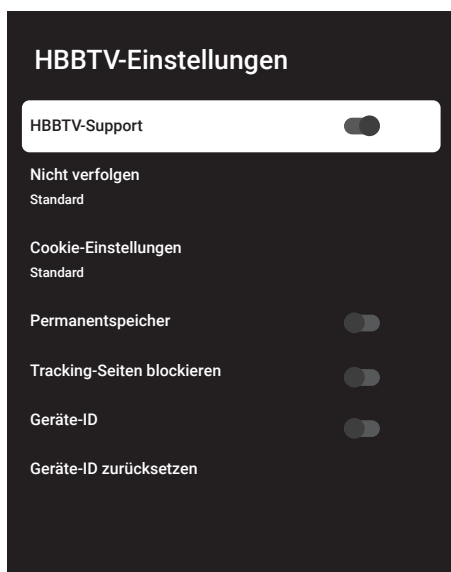 HBBTV-Einstellungen
HBBTV-Support
Nicht verfolgen
Standard
Cookie-Einstellungen
Standard
Permanentspeicher
Tracking-Seiten blockieren
Geräte-ID
Geräte-ID zurücksetzen